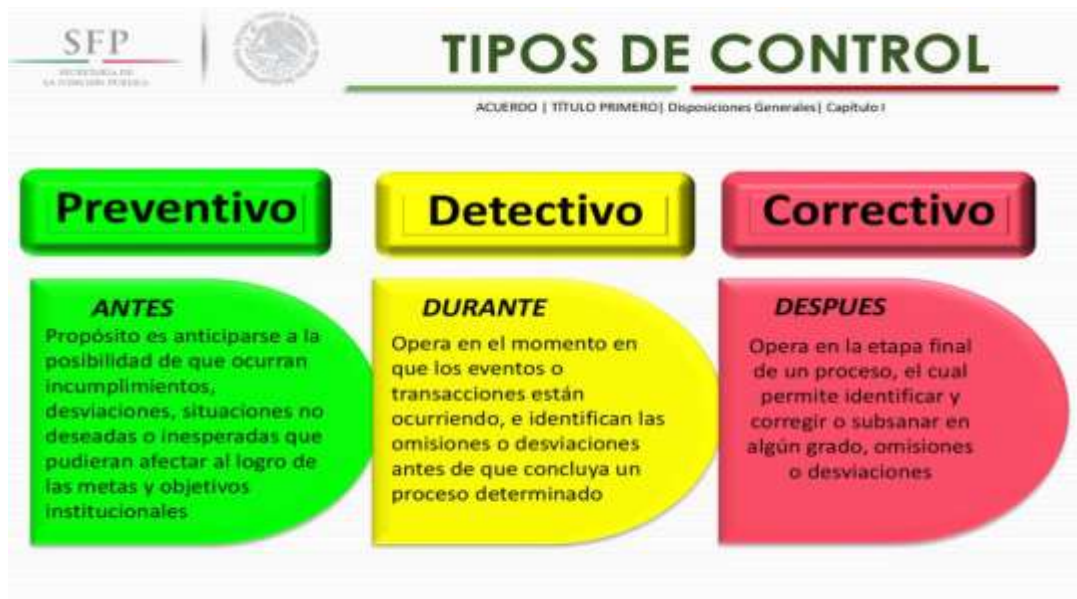 SFP
SECRETARÍA DE
LA FUNCIÓN PÚBLICA
TIPOS DE CONTROL
ACUERDO | TÍTULO PRIMERO| Disposiciones Generales| Capítulo I
Preventivo
ANTES
Propósito es anticiparse a la
posibilidad de que ocurran
incumplimientos,
desviaciones, situaciones no
deseadas o inesperadas que
pudieran afectar al logro de
las metas y objetivos
institucionales
Detectivo
DURANTE
Opera en el momento en
que los eventos o
transacciones están
ocurriendo, e identifican las
omisiones o desviaciones
antes de que concluya un
proceso determinado
Correctivo
DESPUES
Opera en la etapa final
de un proceso, el cual
permite identificar y
corregir o subsanar en
algún grado, omisiones
o desviaciones